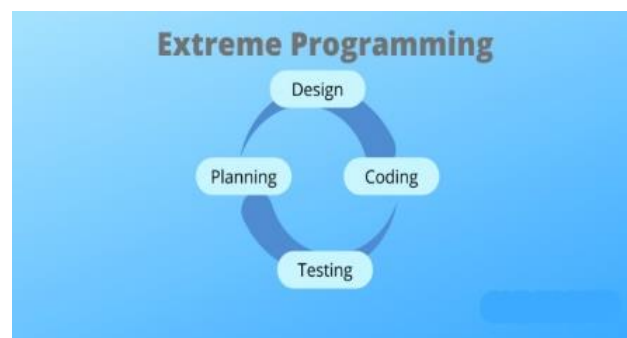 Extreme Programming
Design
Planning
Coding
Testing